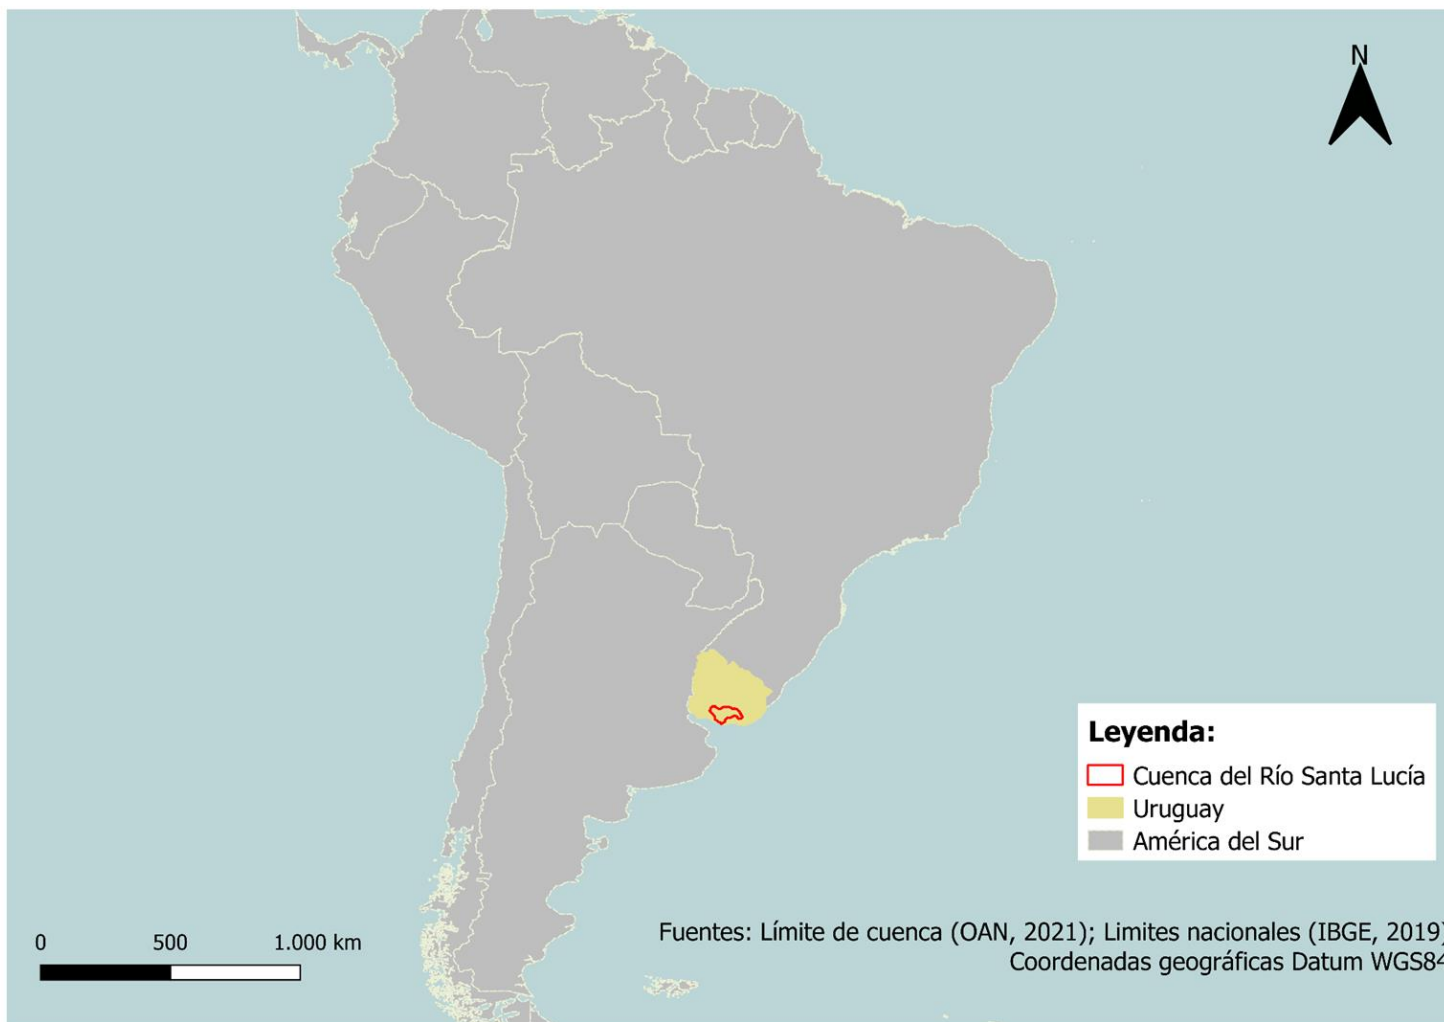 N
Leyenda:
Cuenca del Río Santa Lucía
Uruguay
América del Sur
0 500 1.000 km
Fuentes: Límite de cuenca (OAN, 2021); Limites nacionales (IBGE, 2019)
Coordenadas geográficas Datum WGS84